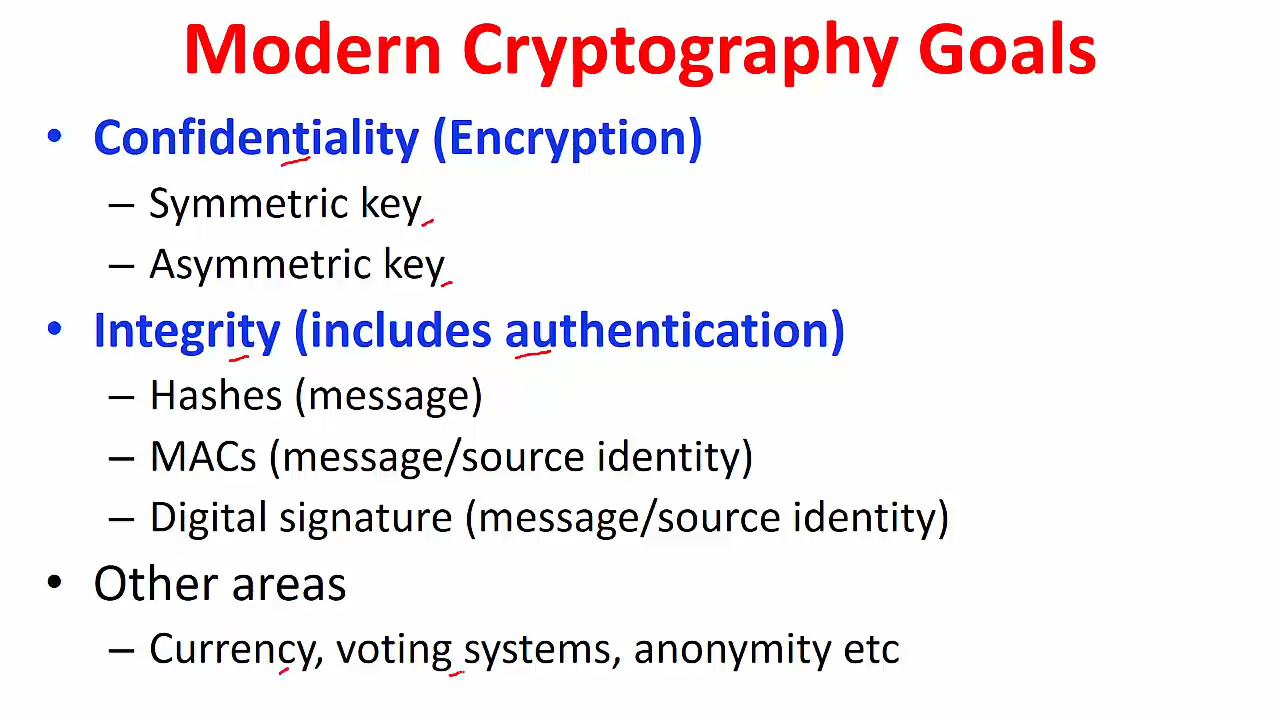 Modern Cryptography Goals
• Confidentiality (Encryption)
– Symmetric key
– Asymmetric key
• Integrity (includes authentication)
– Hashes (message)
– MACs (message/source identity)
– Digital signature (message/source identity)
• Other areas
– Currency, voting systems, anonymity etc